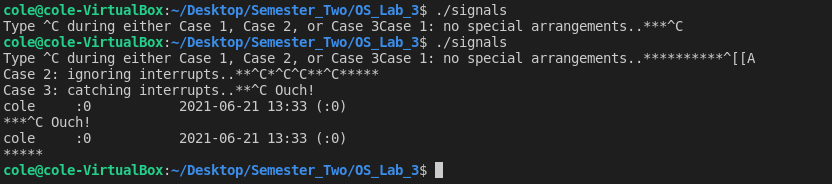 cole@cole-VirtualBox:~/Desktop/Semester_Two/OS_Lab_3$ ./signals
Type ^C during either Case 1, Case 2, or Case 3Case 1: no special arrangements..***^C
cole@cole-VirtualBox:~/Desktop/Semester_Two/OS_Lab_3$ ./signals
Type ^C during either Case 1, Case 2, or Case 3Case 1: no special arrangements..**********^[[A
Case 2: ignoring interrupts..**^C*^C^C**^C*****
Case 3: catching interrupts..**^C Ouch!
cole     :0           2021-06-21 13:33 (:0)
***^C Ouch!
cole     :0           2021-06-21 13:33 (:0)
*****
cole@cole-VirtualBox:~/Desktop/Semester_Two/OS_Lab_3$